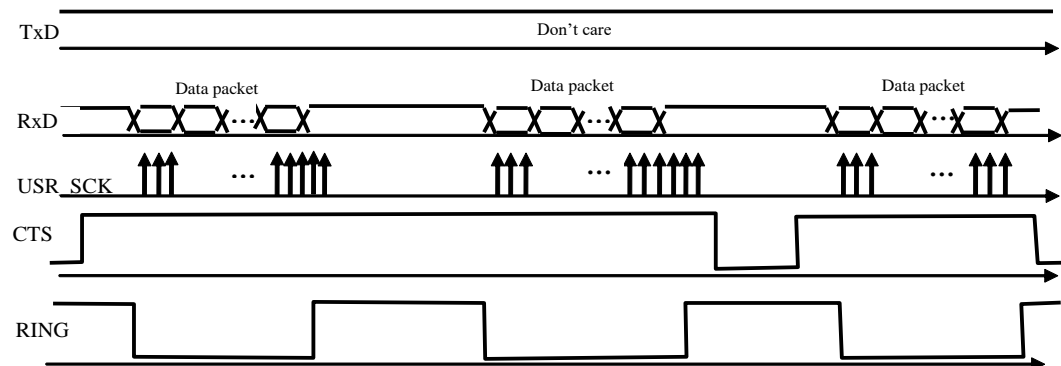 TxD
Don't care
Data packet
Data packet
Data packet
RxD
...
...
...
USR_SCK
...
...
...
CTS
RING